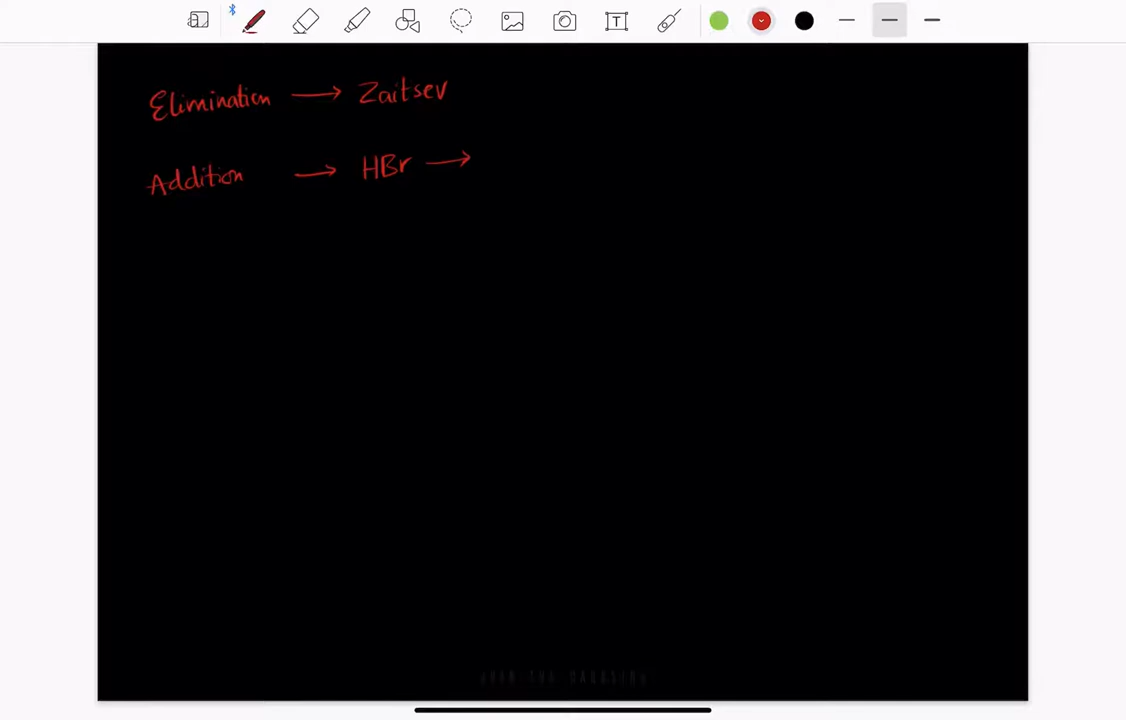 Elimination → Zaitsev
Addition → HBr →
T